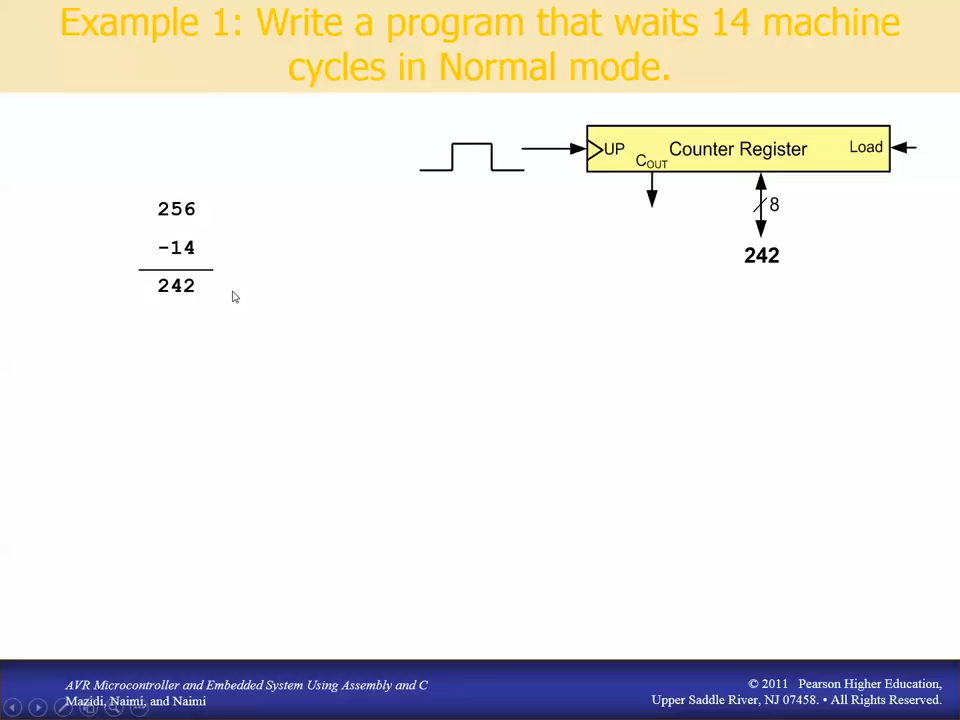 Example 1: Write a program that waits 14 machine
cycles in Normal mode.
UP
COUT
Counter Register
Load
8
242
256
-14
242
AVR Microcontroller and Embedded System Using Assembly and C
Mazidi, Naimi, and Naimi
© 2011 Pearson Higher Education,
Upper Saddle River, NJ 07458. • All Rights Reserved.